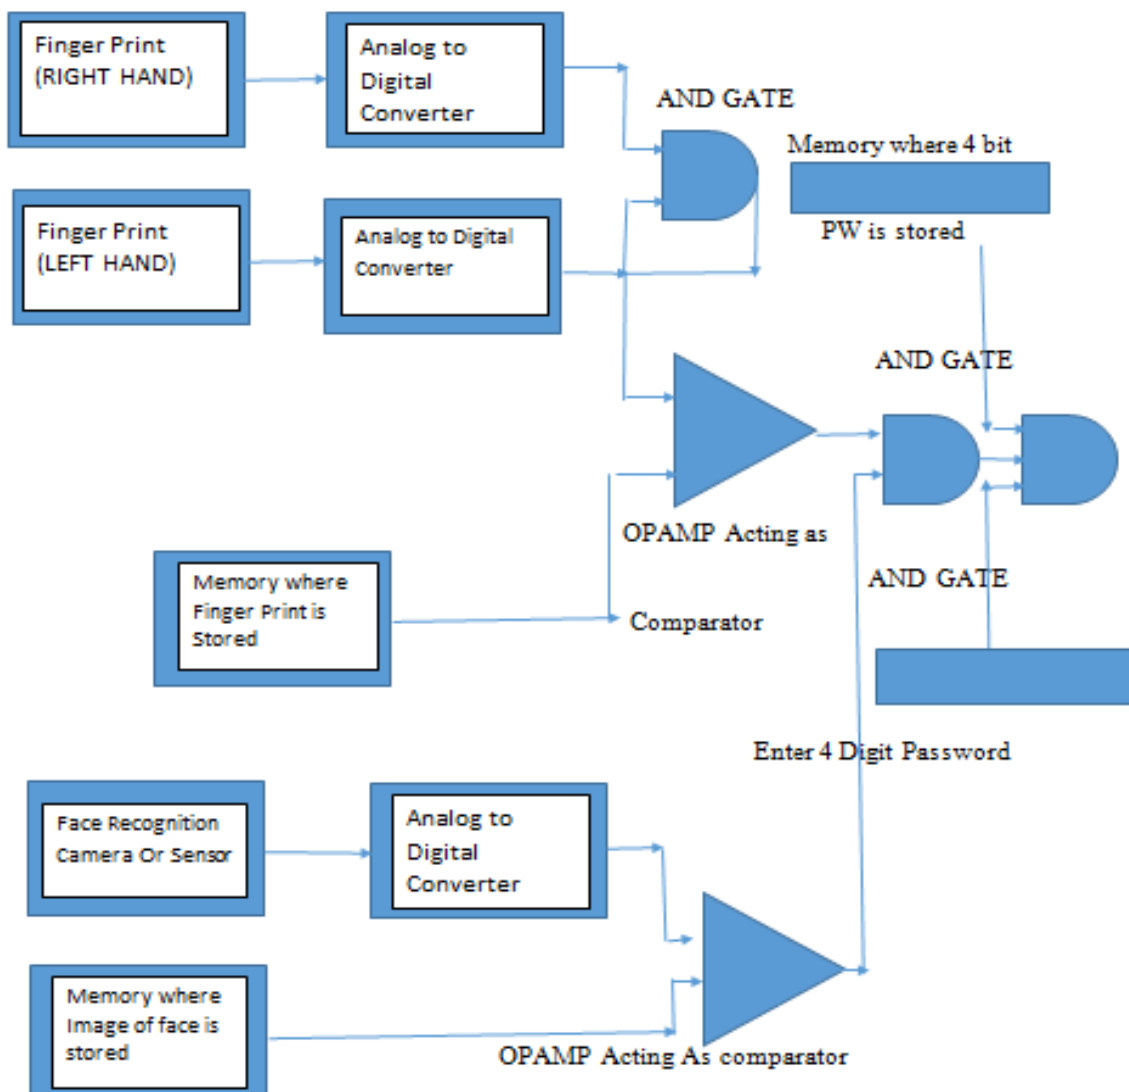 Finger Print
(RIGHT HAND)
Analog to
Digital
Converter
AND GATE
Memory where 4 bit
PW is stored
Finger Print
(LEFT HAND)
Analog to Digital
Converter
AND GATE
OPAMP Acting as
Comparator
AND GATE
Memory where
Finger Print is
Stored
Enter 4 Digit Password
Face Recognition
Camera Or Sensor
Analog to
Digital
Converter
Memory where
Image of face is
stored
OPAMP Acting As comparator